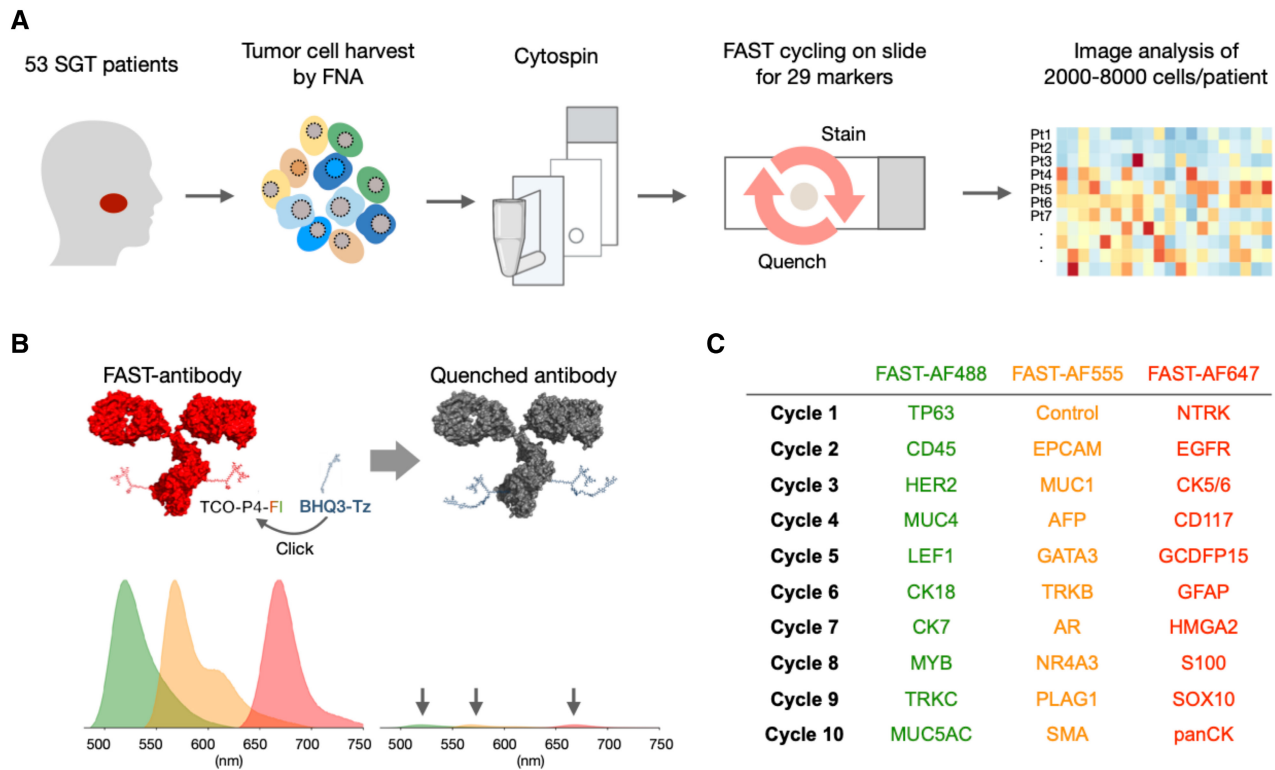 A
53 SGT patients
Tumor cell harvest
by FNA
Cytospin
FAST cycling on slide
for 29 markers
Image analysis of
2000-8000 cells/patient
Stain
Quench
Pt1
Pt2
Pt3
Pt4
Pt5
Pt6
Pt7
.
.
.
B
FAST-antibody
Quenched antibody
TCO-P4-Fl
BHQ3-Tz
Click
500 550 600 650 700 750
(nm)
500 550 600 650 700 750
(nm)
C
FAST-AF488 FAST-AF555 FAST-AF647
Cycle 1 TP63 Control NTRK
Cycle 2 CD45 EPCAM EGFR
Cycle 3 HER2 MUC1 CK5/6
Cycle 4 MUC4 AFP CD117
Cycle 5 LEF1 GATA3 GCDFP15
Cycle 6 CK18 TRKB GFAP
Cycle 7 CK7 AR HMGA2
Cycle 8 MYB NR4A3 S100
Cycle 9 TRKC PLAG1 SOX10
Cycle 10 MUC5AC SMA panCK